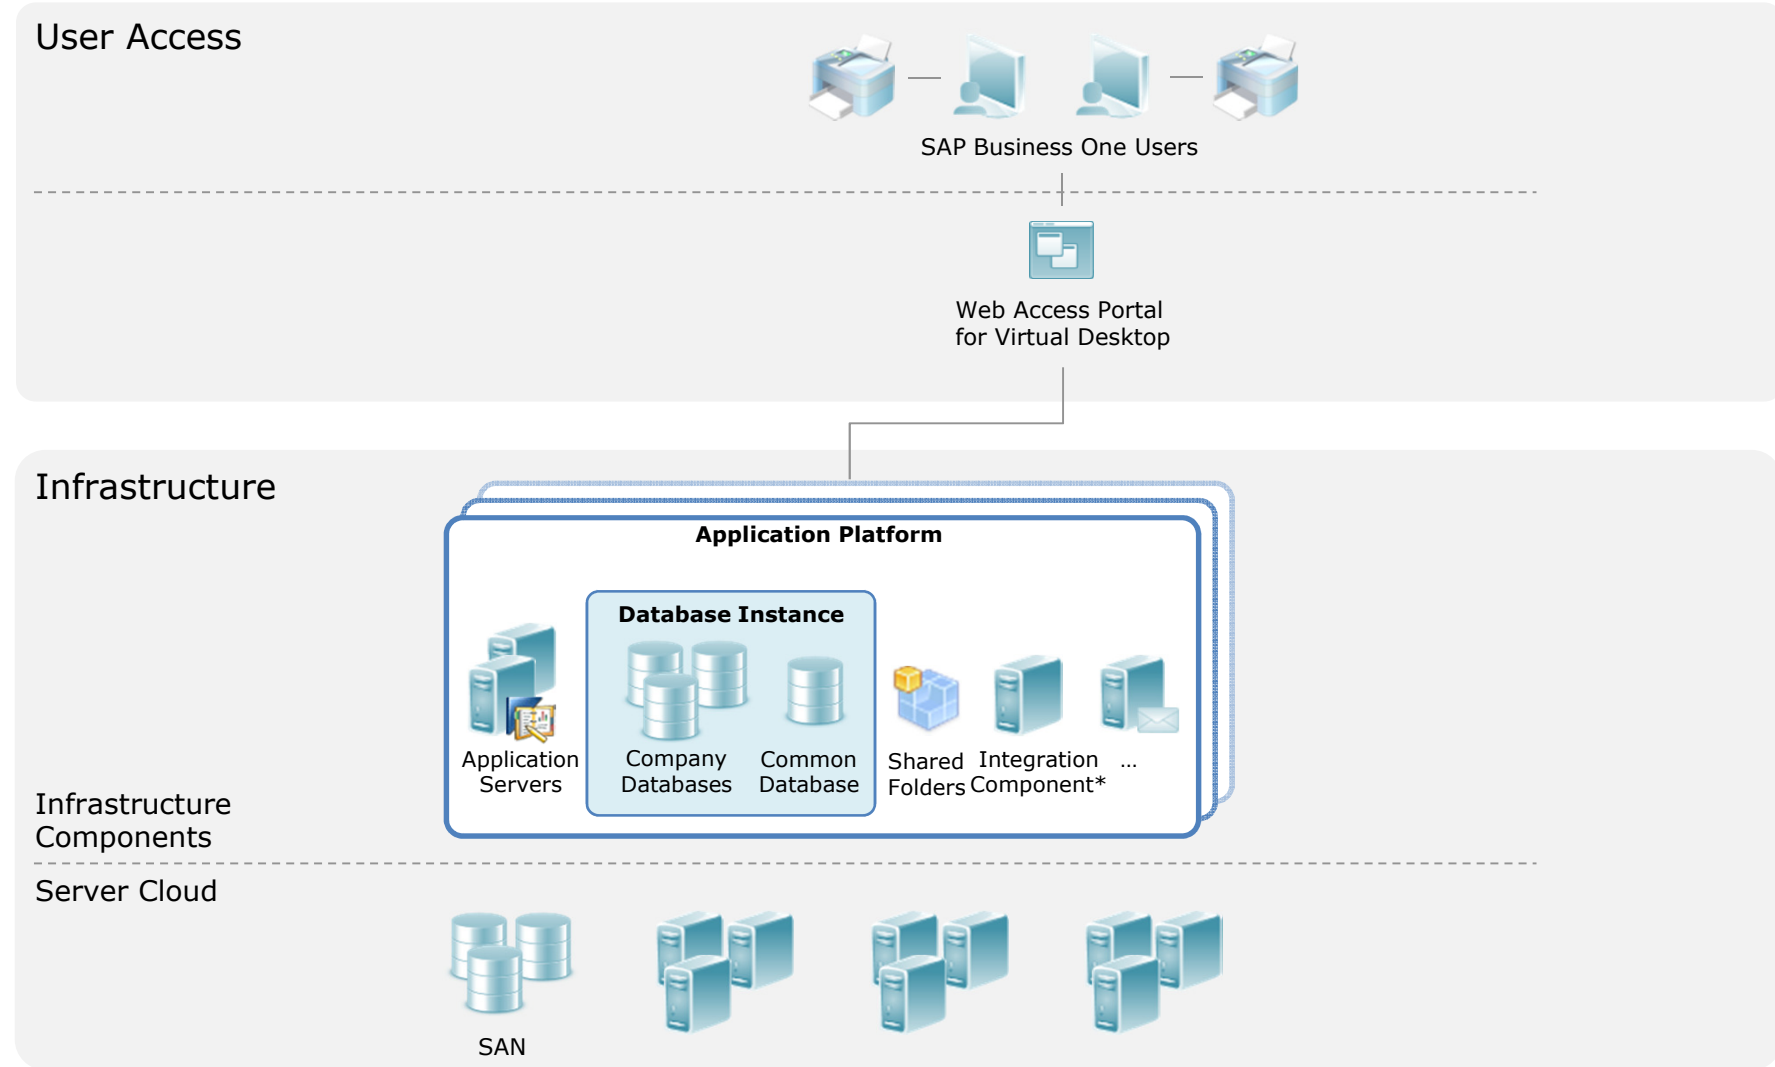 User Access
SAP Business One Users
Web Access Portal
for Virtual Desktop
Infrastructure
Application Platform
Database Instance
Application
Servers
Company
Databases
Common
Database
Shared
Folders
Integration
Component*
...
Infrastructure
Components
Server Cloud
SAN